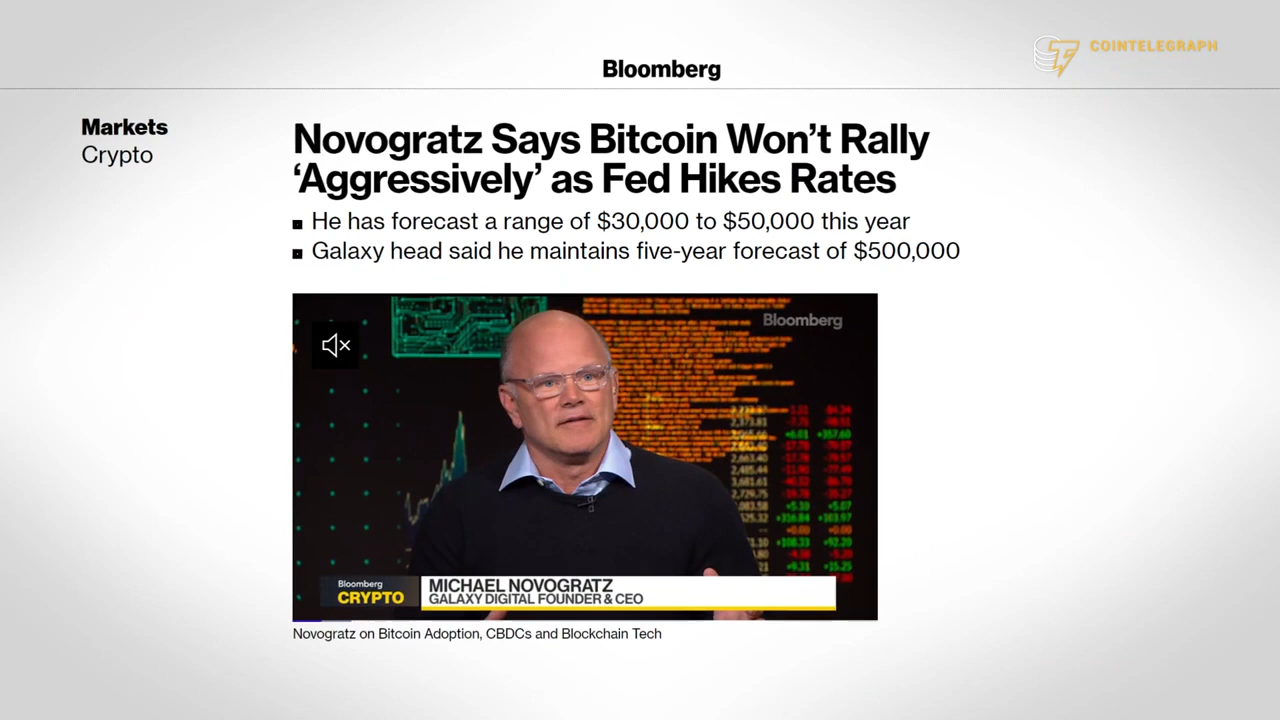 COINTELEGRAPH
Bloomberg
Markets
Crypto
Novogratz Says Bitcoin Won’t Rally
‘Aggressively’ as Fed Hikes Rates
▪ He has forecast a range of $30,000 to $50,000 this year
▪ Galaxy head said he maintains five-year forecast of $500,000
Bloomberg
Bloomberg
CRYPTO
MICHAEL NOVOGRATZ
GALAXY DIGITAL FOUNDER & CEO
Novogratz on Bitcoin Adoption, CBDCs and Blockchain Tech